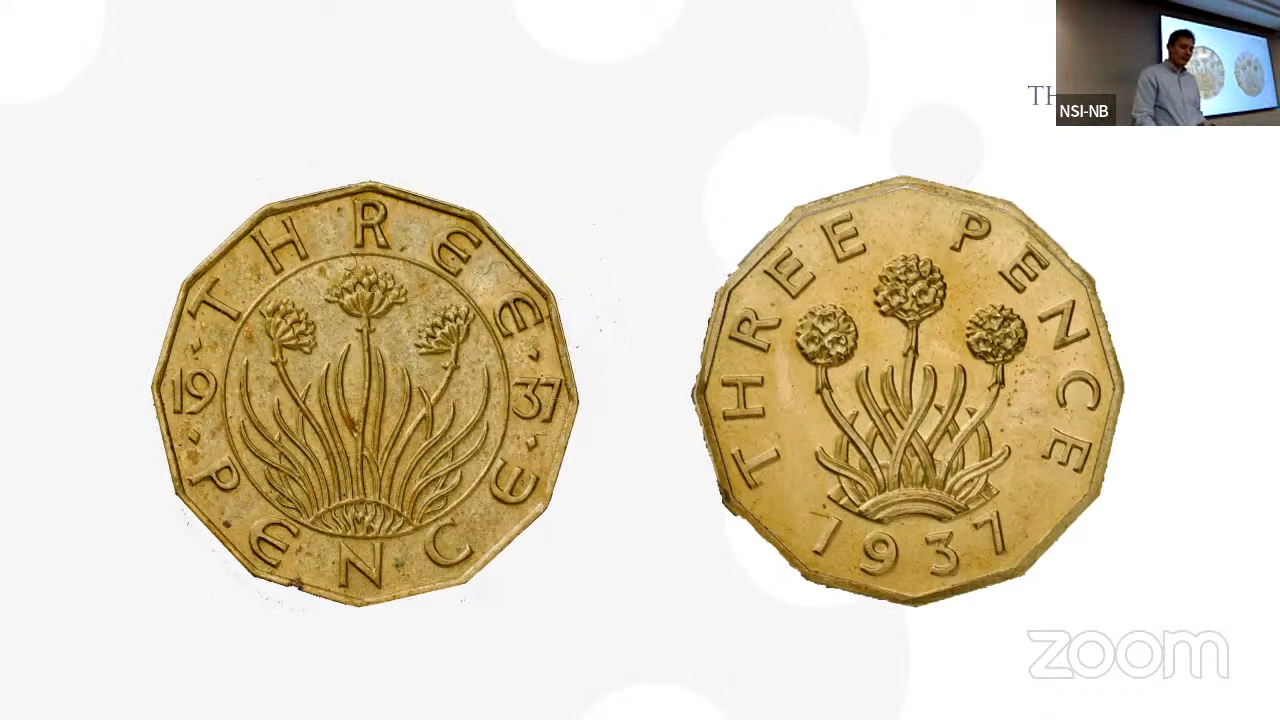 NSI-NB
THREE
19 37
PENCE
THREE PENCE
1937
zoom